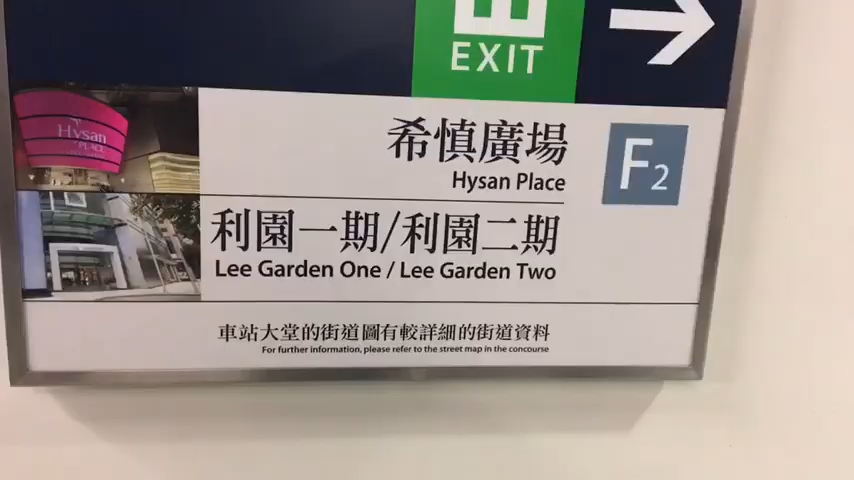 EXIT
Hysan
PLACE
希慎廣場
Hysan Place
F2
利園一期/利園二期
Lee Garden One / Lee Garden Two
車站大堂的街道圖有較詳細的街道資料
For further information, please refer to the street map in the concourse